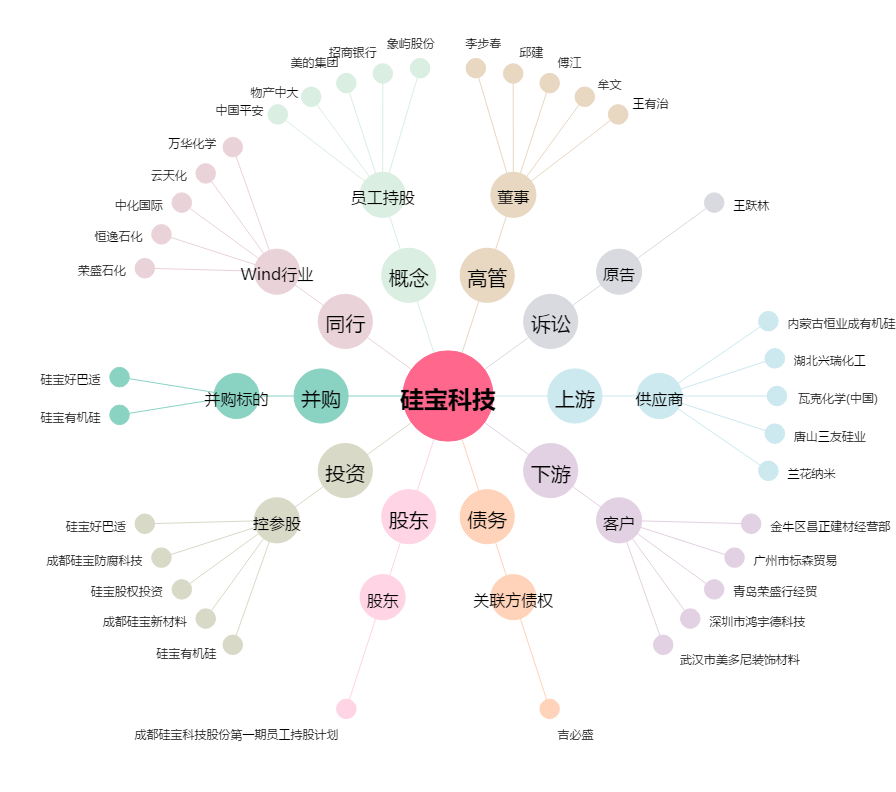 硅宝科技
概念
员工持股
中国平安
物产中大
美的集团
招商银行
象屿股份
高管
董事
李步春
邱建
傅江
牟文
王有治
诉讼
原告
王跃林
上游
供应商
内蒙古恒业成有机硅
湖北兴瑞化工
瓦克化学(中国)
唐山三友硅业
兰花纳米
下游
客户
金牛区昌正建材经营部
广州市标森贸易
青岛荣盛行经贸
深圳市鸿宇德科技
武汉市美多尼装饰材料
债务
关联方债权
吉必盛
股东
股东
成都硅宝科技股份第一期员工持股计划
投资
控参股
硅宝好巴适
成都硅宝防腐科技
硅宝股权投资
成都硅宝新材料
硅宝有机硅
并购
并购标的
硅宝好巴适
硅宝有机硅
同行
Wind行业
万华化学
云天化
中化国际
恒逸石化
荣盛石化